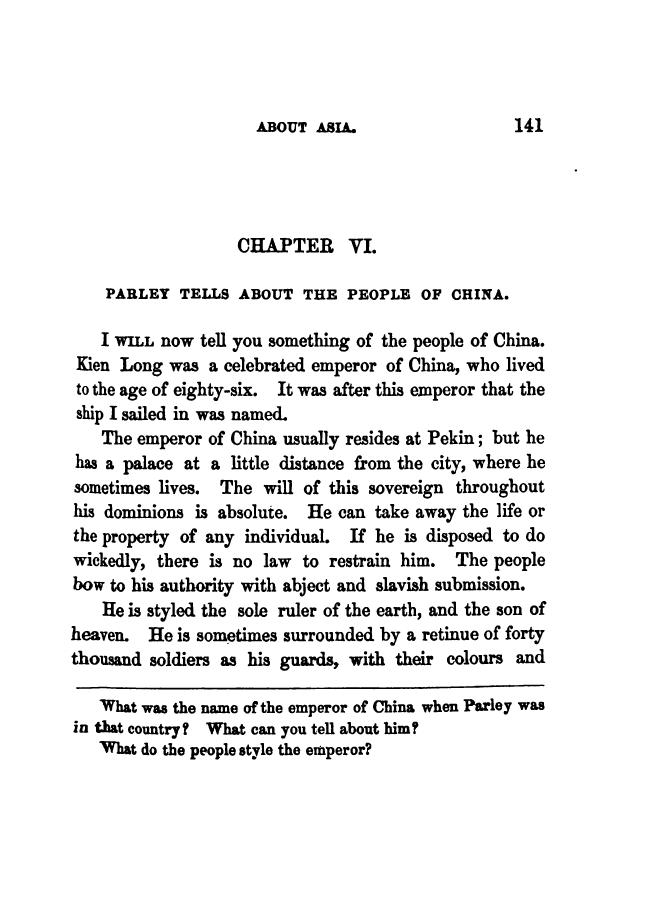 ABOUT ASIA. 141
CHAPTER VI.
PARLEY TELLS ABOUT THE PEOPLE OF CHINA.
I WILL now tell you something of the people of China.
Kien Long was a celebrated emperor of China, who lived
to the age of eighty-six. It was after this emperor that the
ship I sailed in was named.
The emperor of China usually resides at Pekin; but he
has a palace at a little distance from the city, where he
sometimes lives. The will of this sovereign throughout
his dominions is absolute. He can take away the life or
the property of any individual. If he is disposed to do
wickedly, there is no law to restrain him. The people
bow to his authority with abject and slavish submission.
He is styled the sole ruler of the earth, and the son of
heaven. He is sometimes surrounded by a retinue of forty
thousand soldiers as his guards, with their colours and
What was the name of the emperor of China when Parley was
in that country? What can you tell about him?
What do the people style the emperor?